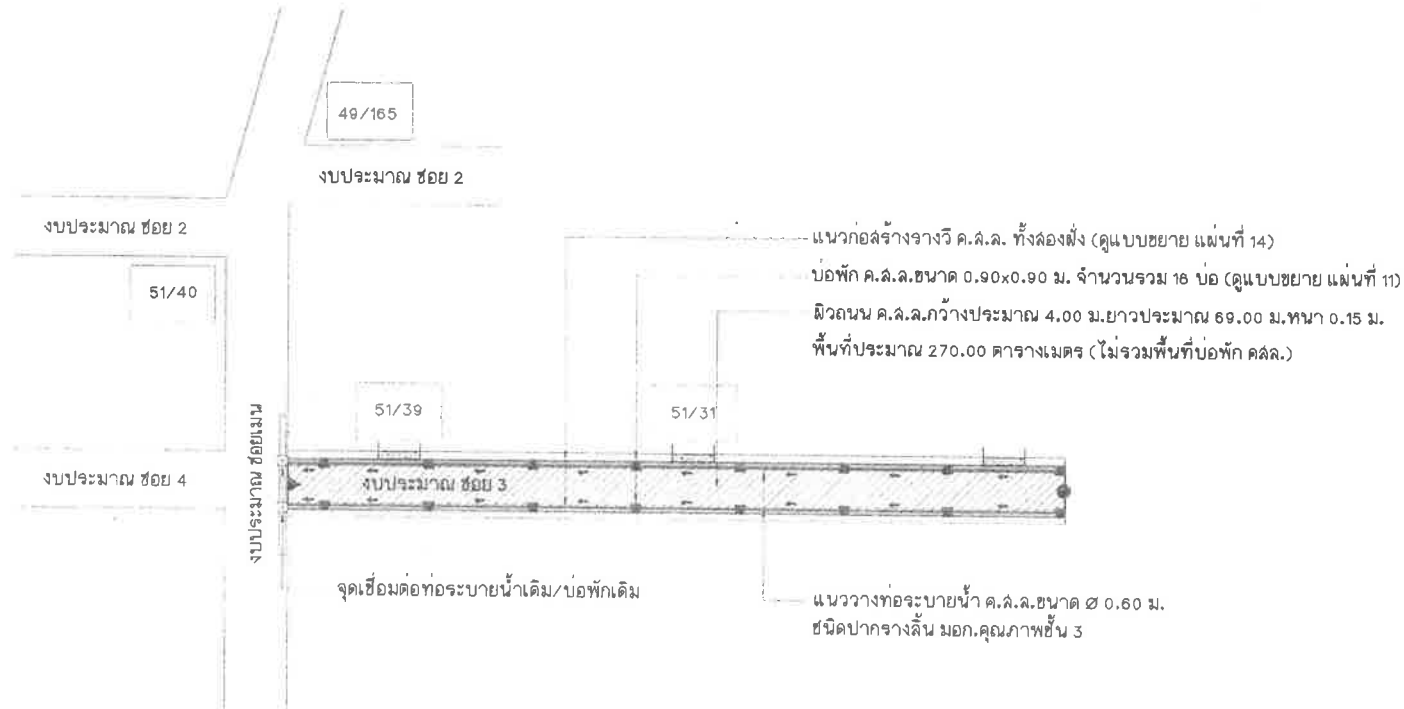 49/165
งบประมาณ ซอย 2
งบประมาณ ซอย 2
51/40
แนวก่อสร้างรางวี ค.ส.ล. ทั้งสองฝั่ง (ดูแบบขยาย แผ่นที่ 14)
บ่อพัก ค.ส.ล.ขนาด 0.90x0.90 ม. จำนวนรวม 16 บ่อ (ดูแบบขยาย แผ่นที่ 11)
ผิวถนน ค.ส.ล.กว้างประมาณ 4.00 ม.ยาวประมาณ 69.00 ม.หนา 0.15 ม.
พื้นที่ประมาณ 270.00 ตารางเมตร (ไม่รวมพื้นที่บ่อพัก คสล.)
51/39
51/31
งบประมาณ ซอยเมน
งบประมาณ ซอย 4
งบประมาณ ซอย 3
จุดเชื่อมต่อท่อระบายน้ำเดิม/บ่อพักเดิม
แนววางท่อระบายน้ำ ค.ส.ล.ขนาด Ø 0.60 ม.
ชนิดปากรางลิ้น มอก.คุณภาพชั้น 3